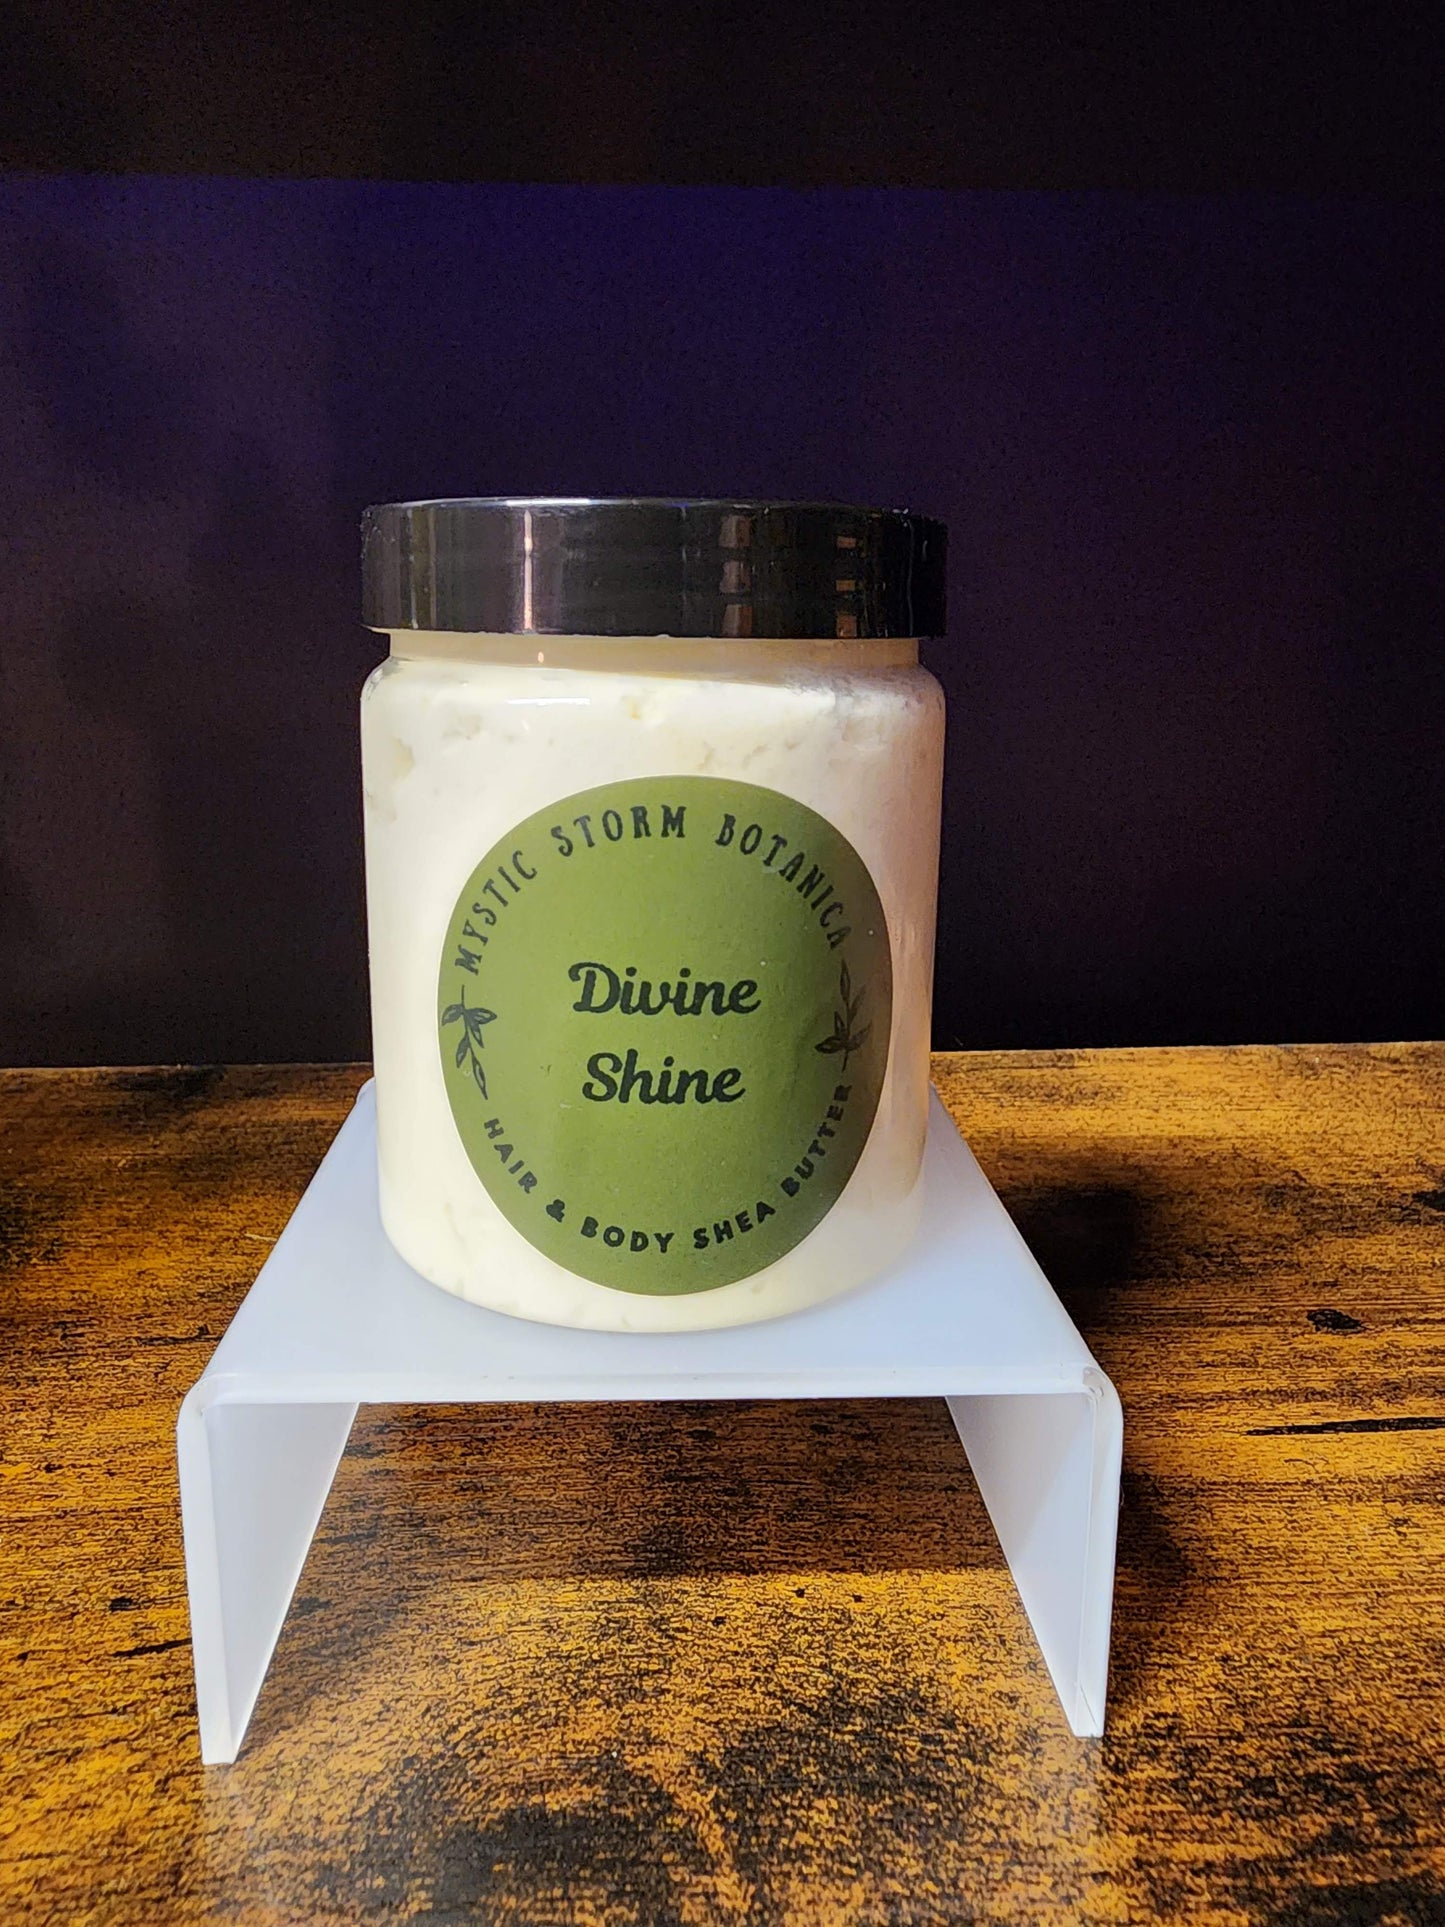 MYSTIC STORM BOTANICA
Divine
Shine
HAIR & BODY SHEA BUTTER